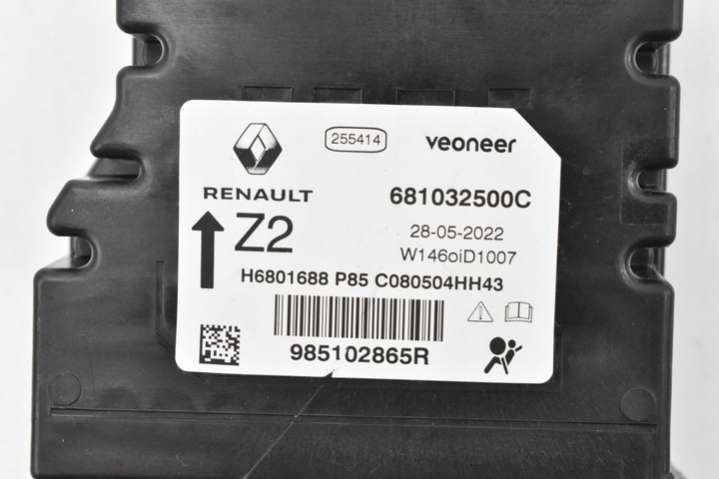 255414
veoneer
RENAULT
681032500C
Z2
28-05-2022
W146oiD1007
H6801688 P85 C080504HH43
985102865R